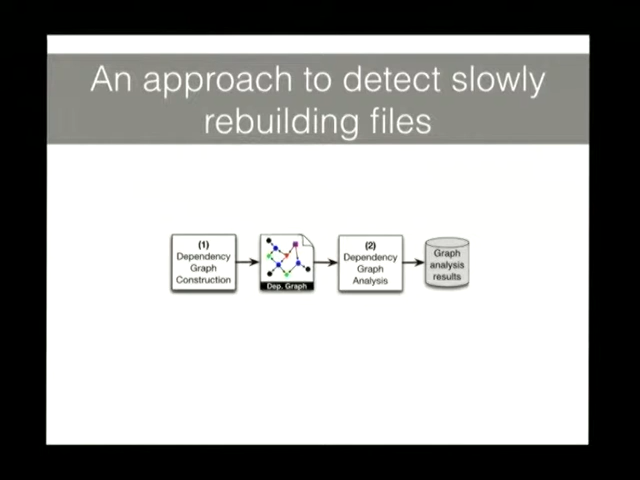 An approach to detect slowly
rebuilding files
(1)
Dependency
Graph
Construction
Dep. Graph
(2)
Dependency
Graph
Analysis
Graph
analysis
results